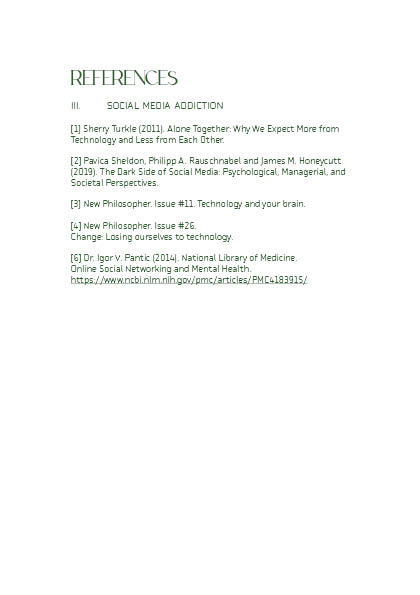 REFERENCES
III. SOCIAL MEDIA ADDICTION
[1] Sherry Turkle (2011). Alone Together: Why We Expect More from
Technology and Less from Each Other.
[2] Pavica Sheldon, Philipp A. Rauschnabel and James M. Honeycutt
(2019). The Dark Side of Social Media: Psychological, Managerial, and
Societal Perspectives.
[3] New Philosopher. Issue #11. Technology and your brain.
[4] New Philosopher. Issue #26.
Change: Losing ourselves to technology.
[6] Dr. Igor V. Pantic (2014). National Library of Medicine.
Online Social Networking and Mental Health.
https://www.ncbi.nlm.nih.gov/pmc/articles/PMC4183915/